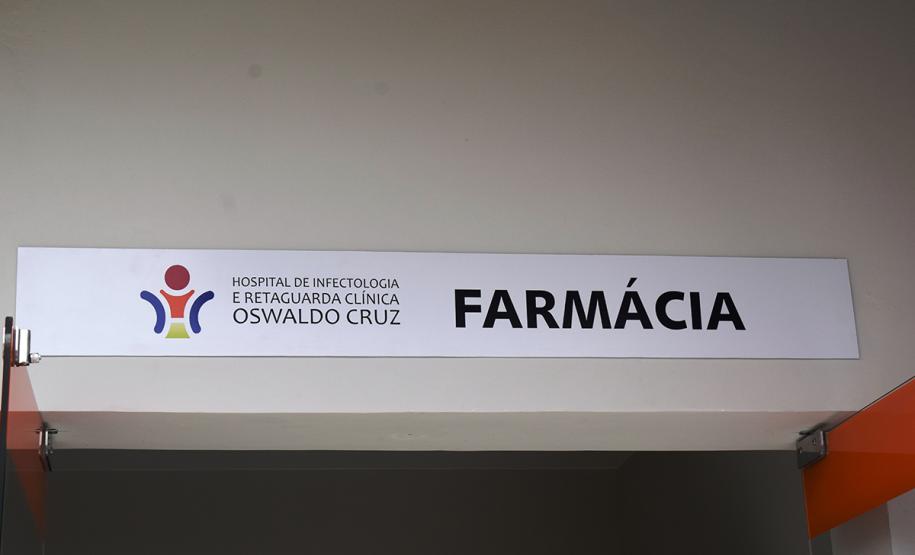 HOSPITAL DE INFECTOLOGIA
E RETAGUARDA CLÍNICA
OSWALDO CRUZ
FARMÁCIA